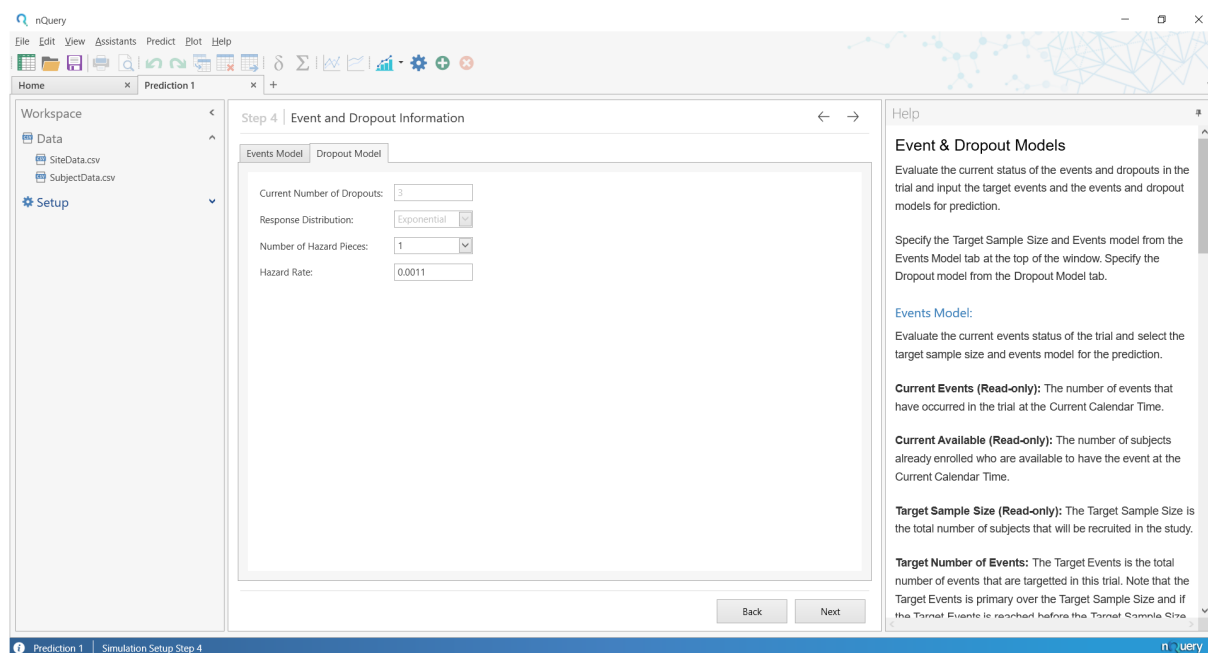 nQuery
File Edit View Assistants Predict Plot Help
Home × Prediction 1 × +
Workspace
Data
SiteData.csv
SubjectData.csv
Setup
Step 4 | Event and Dropout Information
Events Model Dropout Model
Current Number of Dropouts: 3
Response Distribution: Exponential
Number of Hazard Pieces: 1
Hazard Rate: 0.0011
Back Next
Help
Event & Dropout Models
Evaluate the current status of the events and dropouts in the
trial and input the target events and the events and dropout
models for prediction.
Specify the Target Sample Size and Events model from the
Events Model tab at the top of the window. Specify the
Dropout model from the Dropout Model tab.
Events Model:
Evaluate the current events status of the trial and select the
target sample size and events model for the prediction.
Current Events (Read-only): The number of events that
have occurred in the trial at the Current Calendar Time.
Current Available (Read-only): The number of subjects
already enrolled who are available to have the event at the
Current Calendar Time.
Target Sample Size (Read-only): The Target Sample Size is
the total number of subjects that will be recruited in the study.
Target Number of Events: The Target Events is the total
number of events that are targetted in this trial. Note that the
Target Events is primary over the Target Sample Size and if
the Target Events is reached before the Target Sample Size
Prediction 1 | Simulation Setup Step 4
nQuery